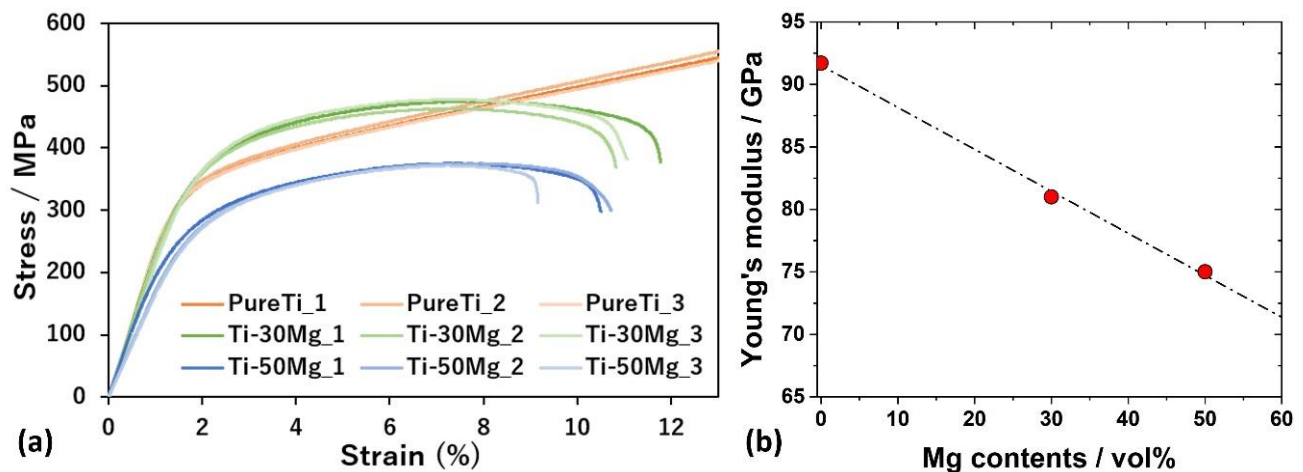 600
500
400
300
200
100
0
Stress / MPa
PureTi_1 PureTi_2 PureTi_3
Ti-30Mg_1 Ti-30Mg_2 Ti-30Mg_3
Ti-50Mg_1 Ti-50Mg_2 Ti-50Mg_3
0 2 4 6 8 10 12
Strain (%)
(a)
95
90
85
80
75
70
65
Young's modulus / GPa
0 10 20 30 40 50 60
Mg contents / vol%
(b)